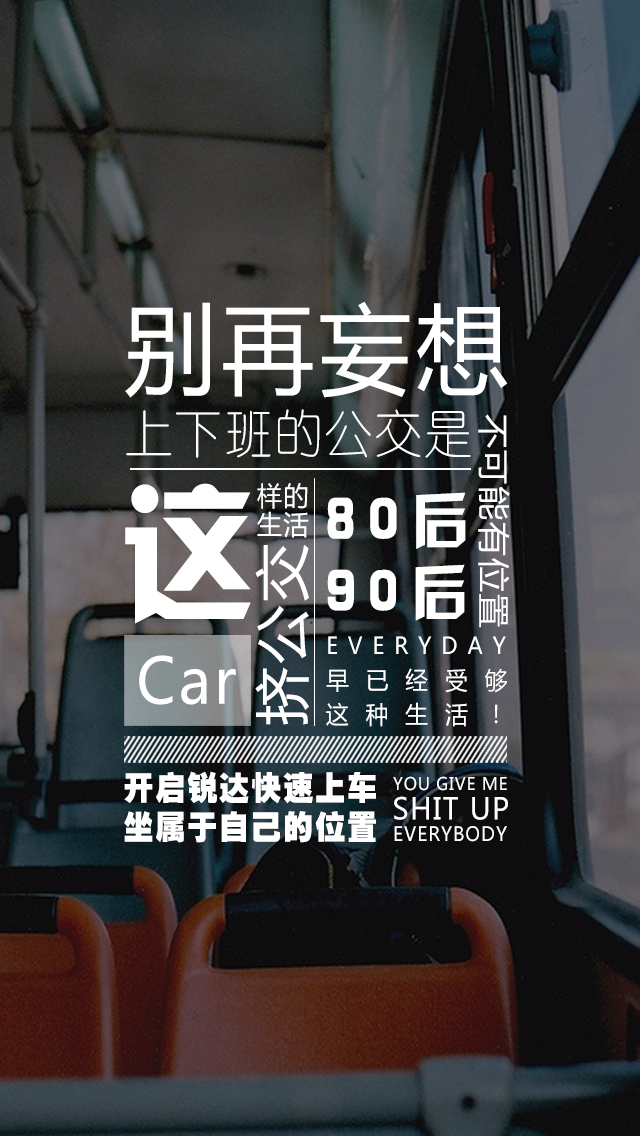 别再妄想
上下班的公交是
不可能有位置
这
样的
生活
挤公交
Car
80后
90后
EVERYDAY
早已经受够
这种生活！
开启锐达快速上车
坐属于自己的位置
YOU GIVE ME
SHIT UP
EVERYBODY